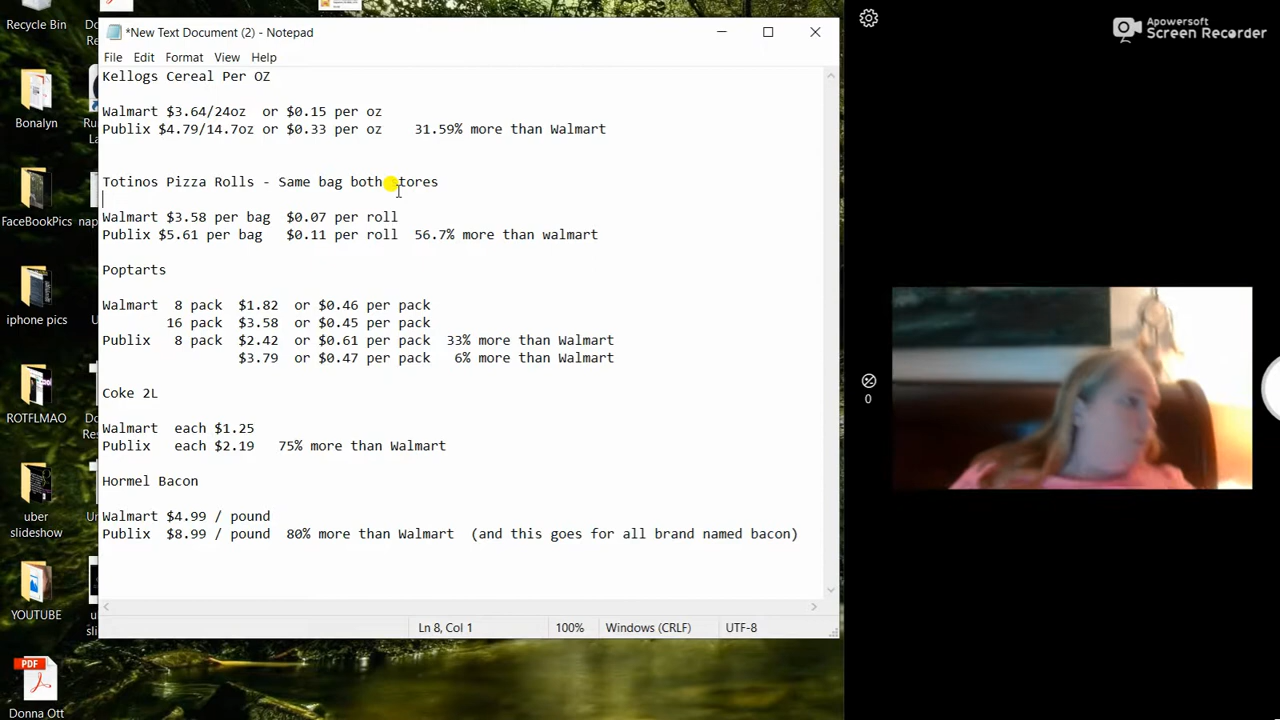 Recycle Bin
*New Text Document (2) - Notepad
Apowersoft
Screen Recorder
File Edit Format View Help
Kellogs Cereal Per OZ
Walmart $3.64/24oz or $0.15 per oz
Publix $4.79/14.7oz or $0.33 per oz 31.59% more than Walmart
Totinos Pizza Rolls - Same bag both stores
Walmart $3.58 per bag $0.07 per roll
Publix $5.61 per bag $0.11 per roll 56.7% more than walmart
Poptarts
Walmart 8 pack $1.82 or $0.46 per pack
16 pack $3.58 or $0.45 per pack
Publix 8 pack $2.42 or $0.61 per pack 33% more than Walmart
$3.79 or $0.47 per pack 6% more than Walmart
Coke 2L
Walmart each $1.25
Publix each $2.19 75% more than Walmart
Hormel Bacon
Walmart $4.99 / pound
Publix $8.99 / pound 80% more than Walmart (and this goes for all brand named bacon)
Ln 8, Col 1 100% Windows (CRLF) UTF-8
Bonalyn
FaceBookPics
iphone pics
ROTFLMAO
uber
slideshow
YOUTUBE
PDF
Donna Ott
0